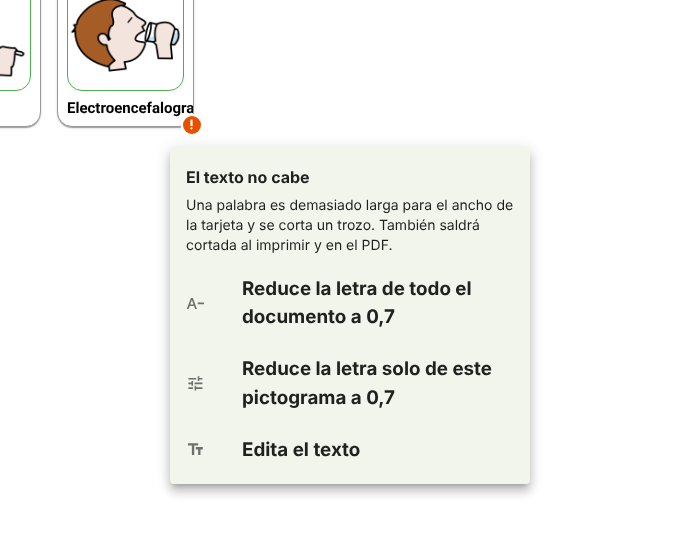 Electroencefalogra
!
El texto no cabe
Una palabra es demasiado larga para el ancho de
la tarjeta y se corta un trozo. También saldrá
cortada al imprimir y en el PDF.
A-
Reduce la letra de todo el
documento a 0,7
Reduce la letra solo de este
pictograma a 0,7
Tт
Edita el texto